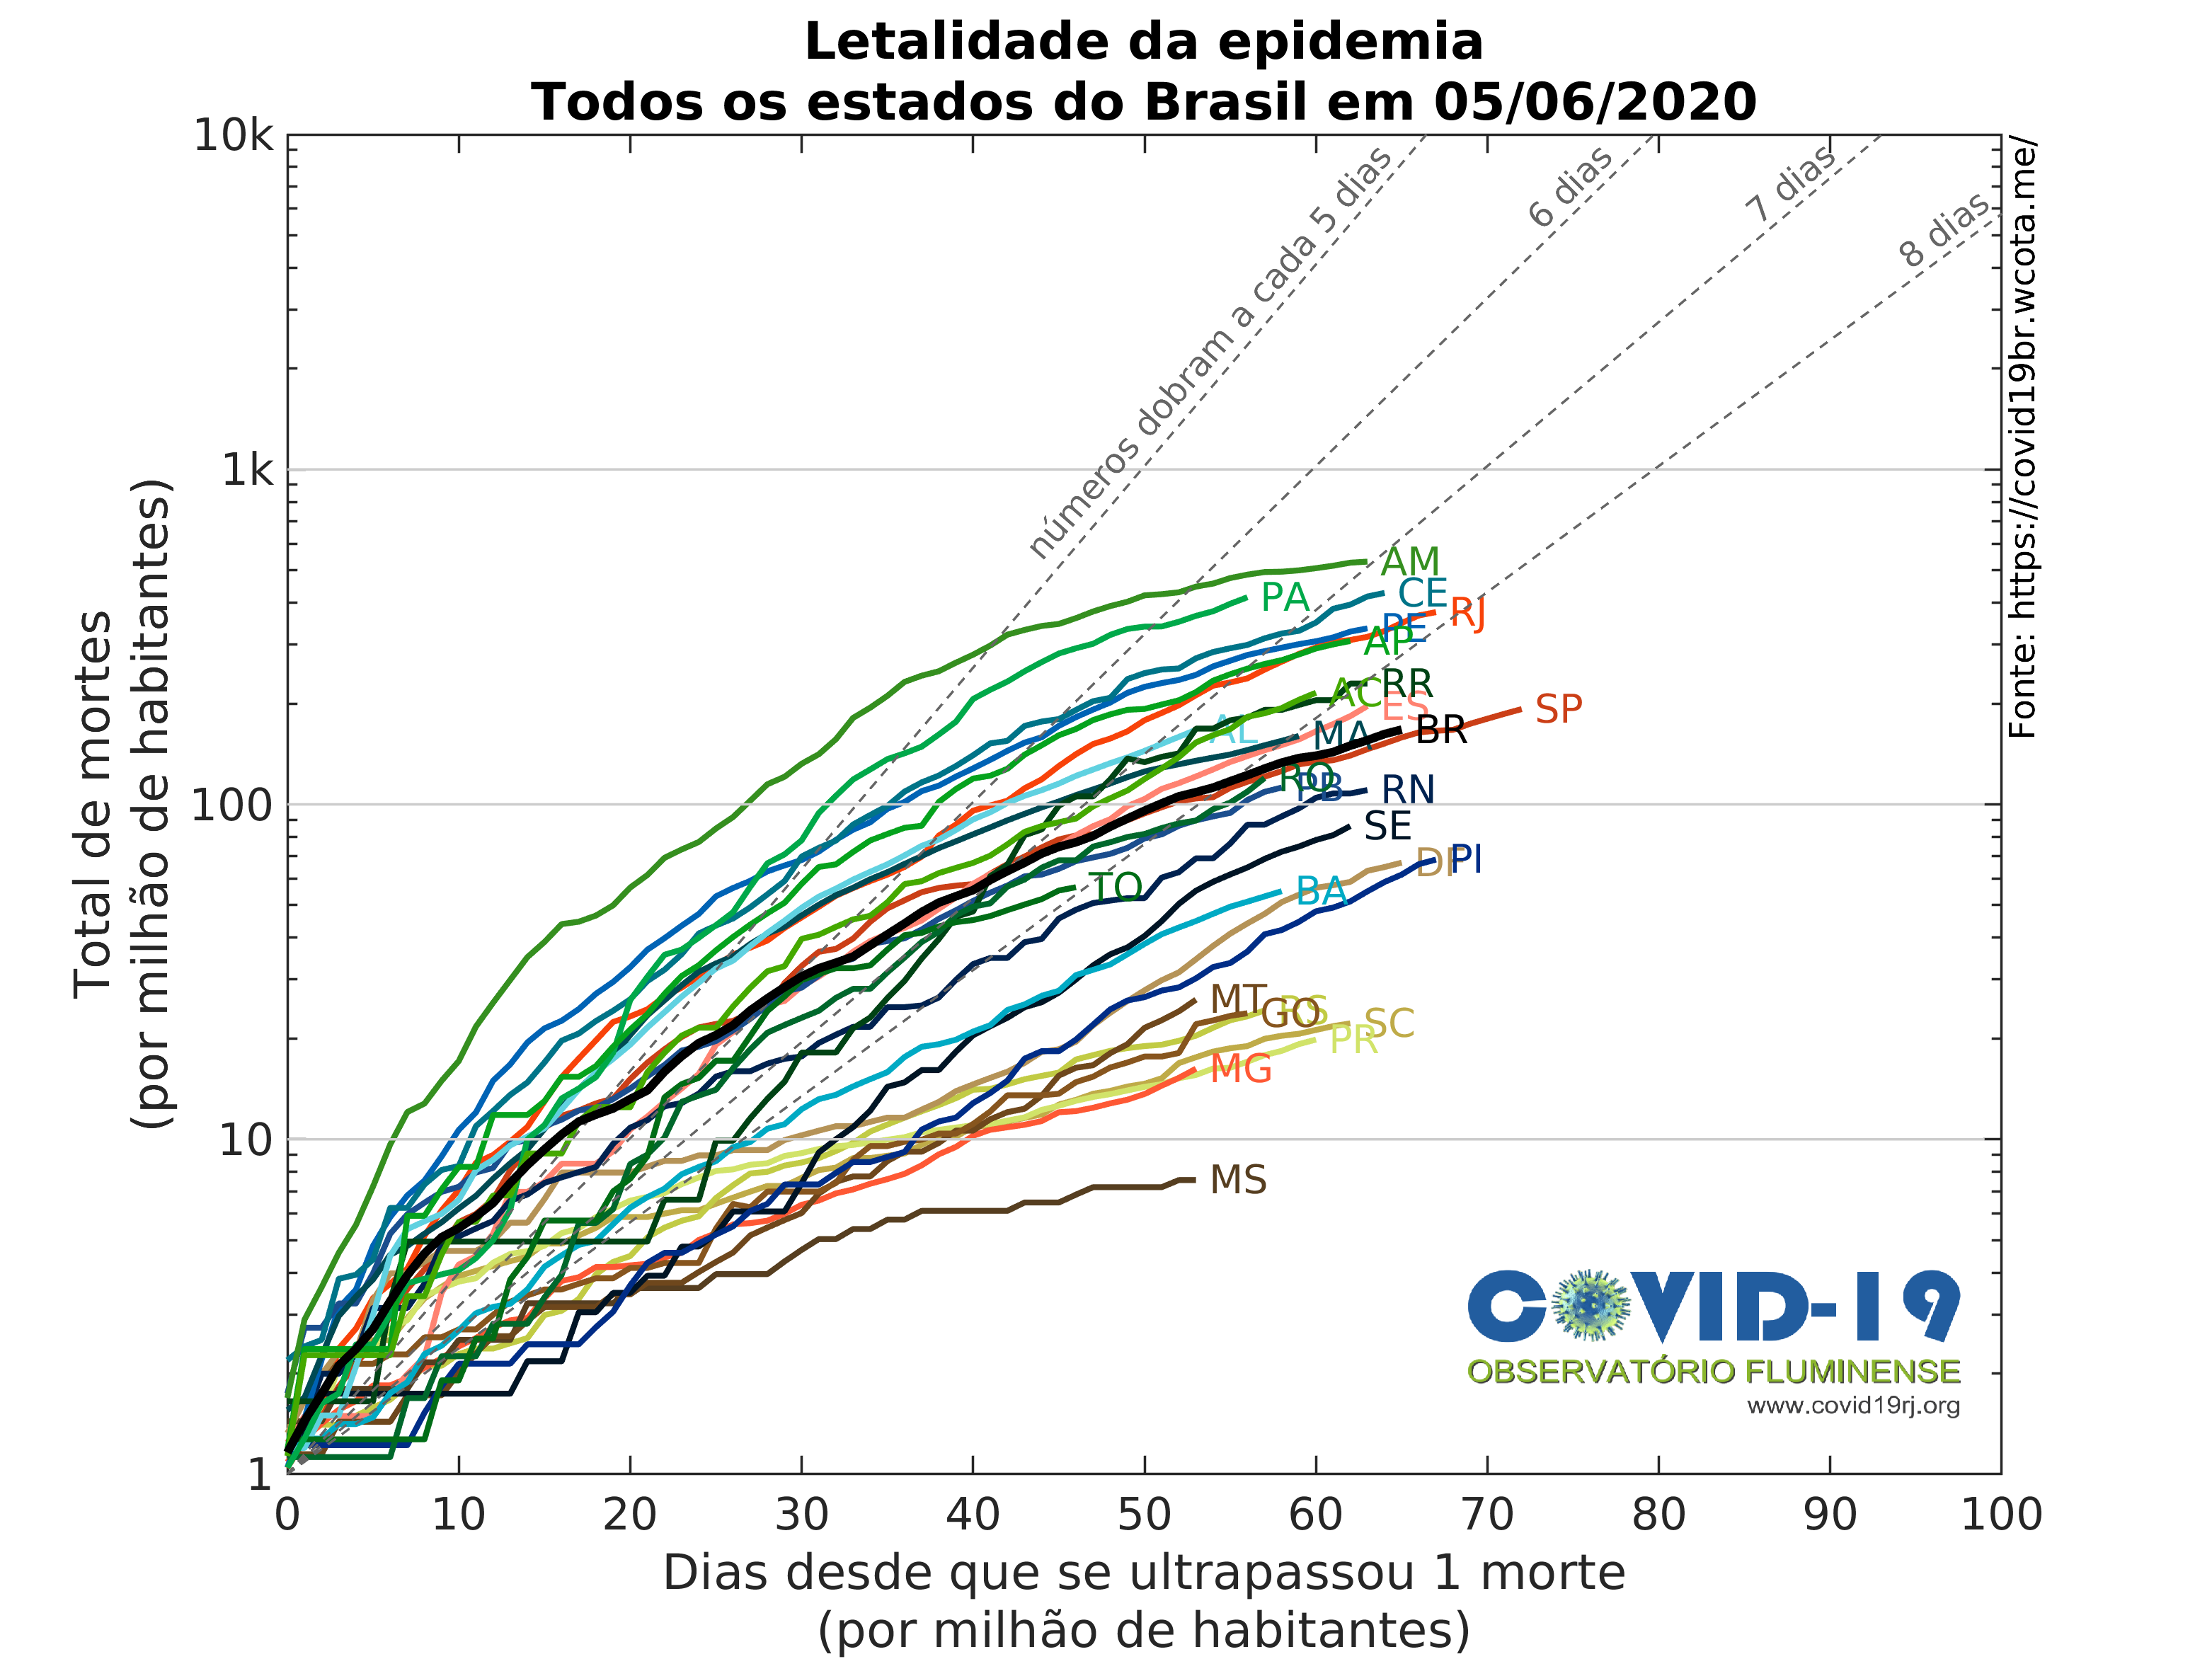 Letalidade da epidemia
Todos os estados do Brasil em 05/06/2020
Total de mortes
(por milhão de habitantes)
10k
1k
100
10
1
números dobram a cada 5 dias
6 dias
7 dias
8 dias
Fonte: https://covid19br.wcota.me/
AM
PA
CE
RJ
PE
AP
RR
AC
ES
SP
AL
MA
BR
RO
PB
RN
SE
DF
PI
TO
BA
MT
GO
RS
SC
PR
MG
MS
COVID-19
OBSERVATÓRIO FLUMINENSE
www.covid19rj.org
0 10 20 30 40 50 60 70 80 90 100
Dias desde que se ultrapassou 1 morte
(por milhão de habitantes)